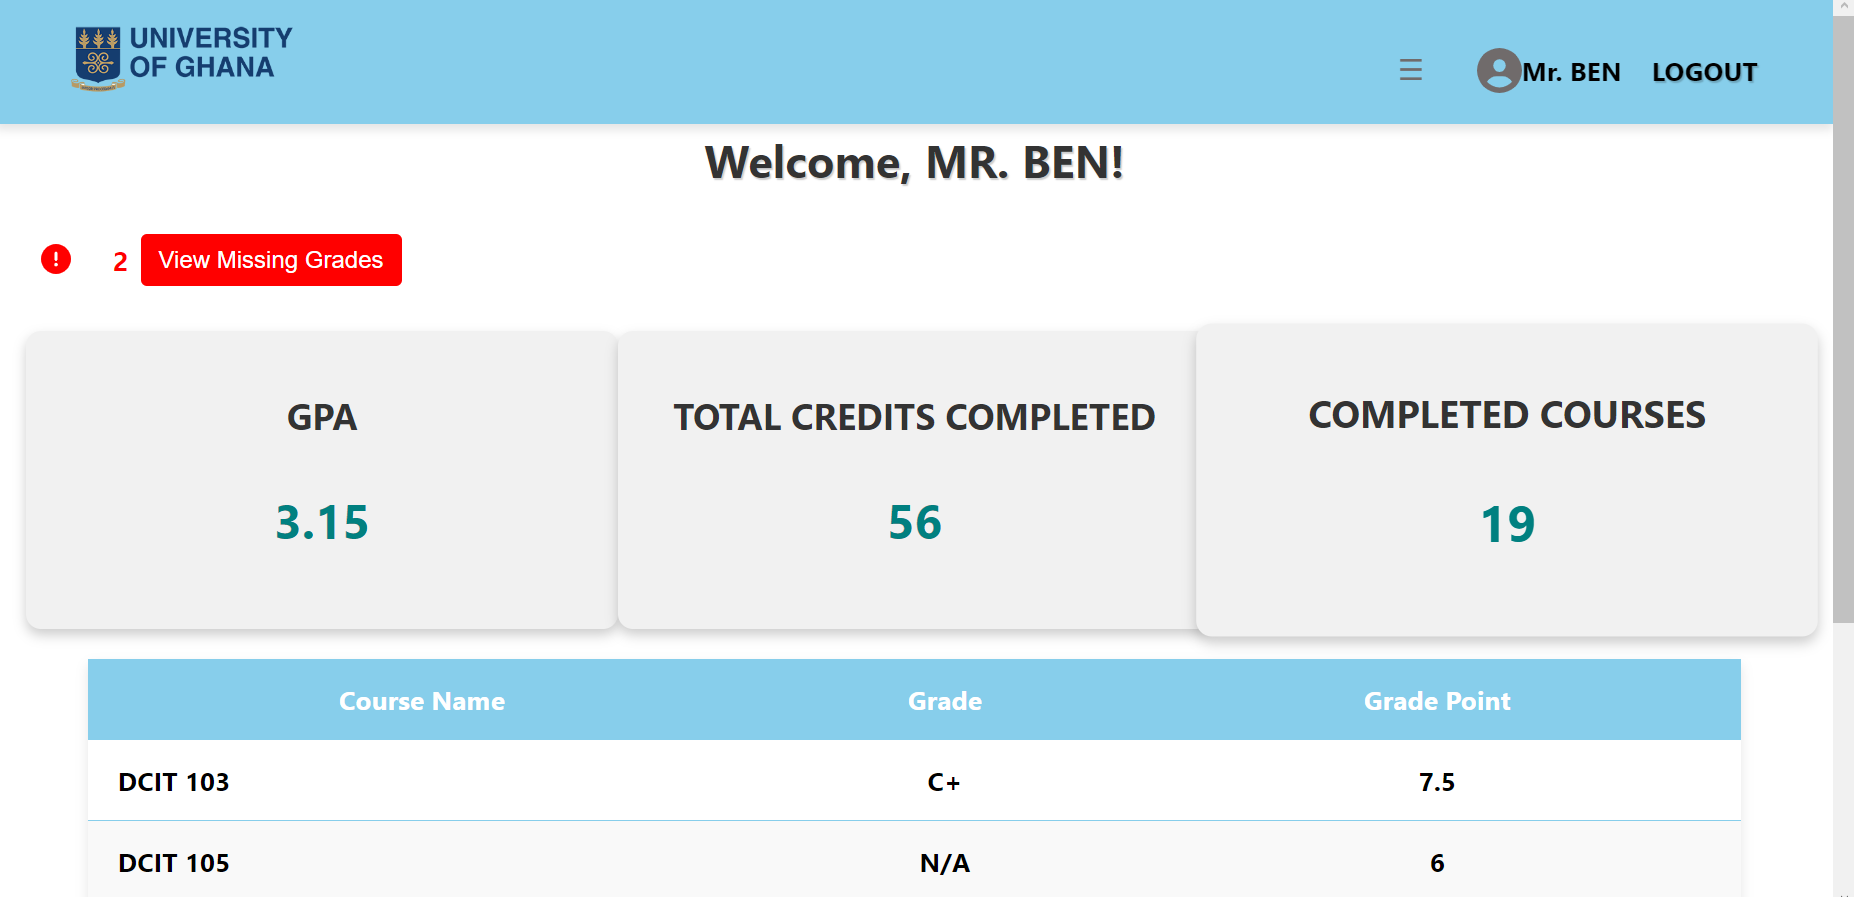 UNIVERSITY
OF GHANA
☰ Mr. BEN LOGOUT
Welcome, MR. BEN!
! 2 View Missing Grades
GPA
3.15
TOTAL CREDITS COMPLETED
56
COMPLETED COURSES
19
Course Name Grade Grade Point
DCIT 103 C+ 7.5
DCIT 105 N/A 6